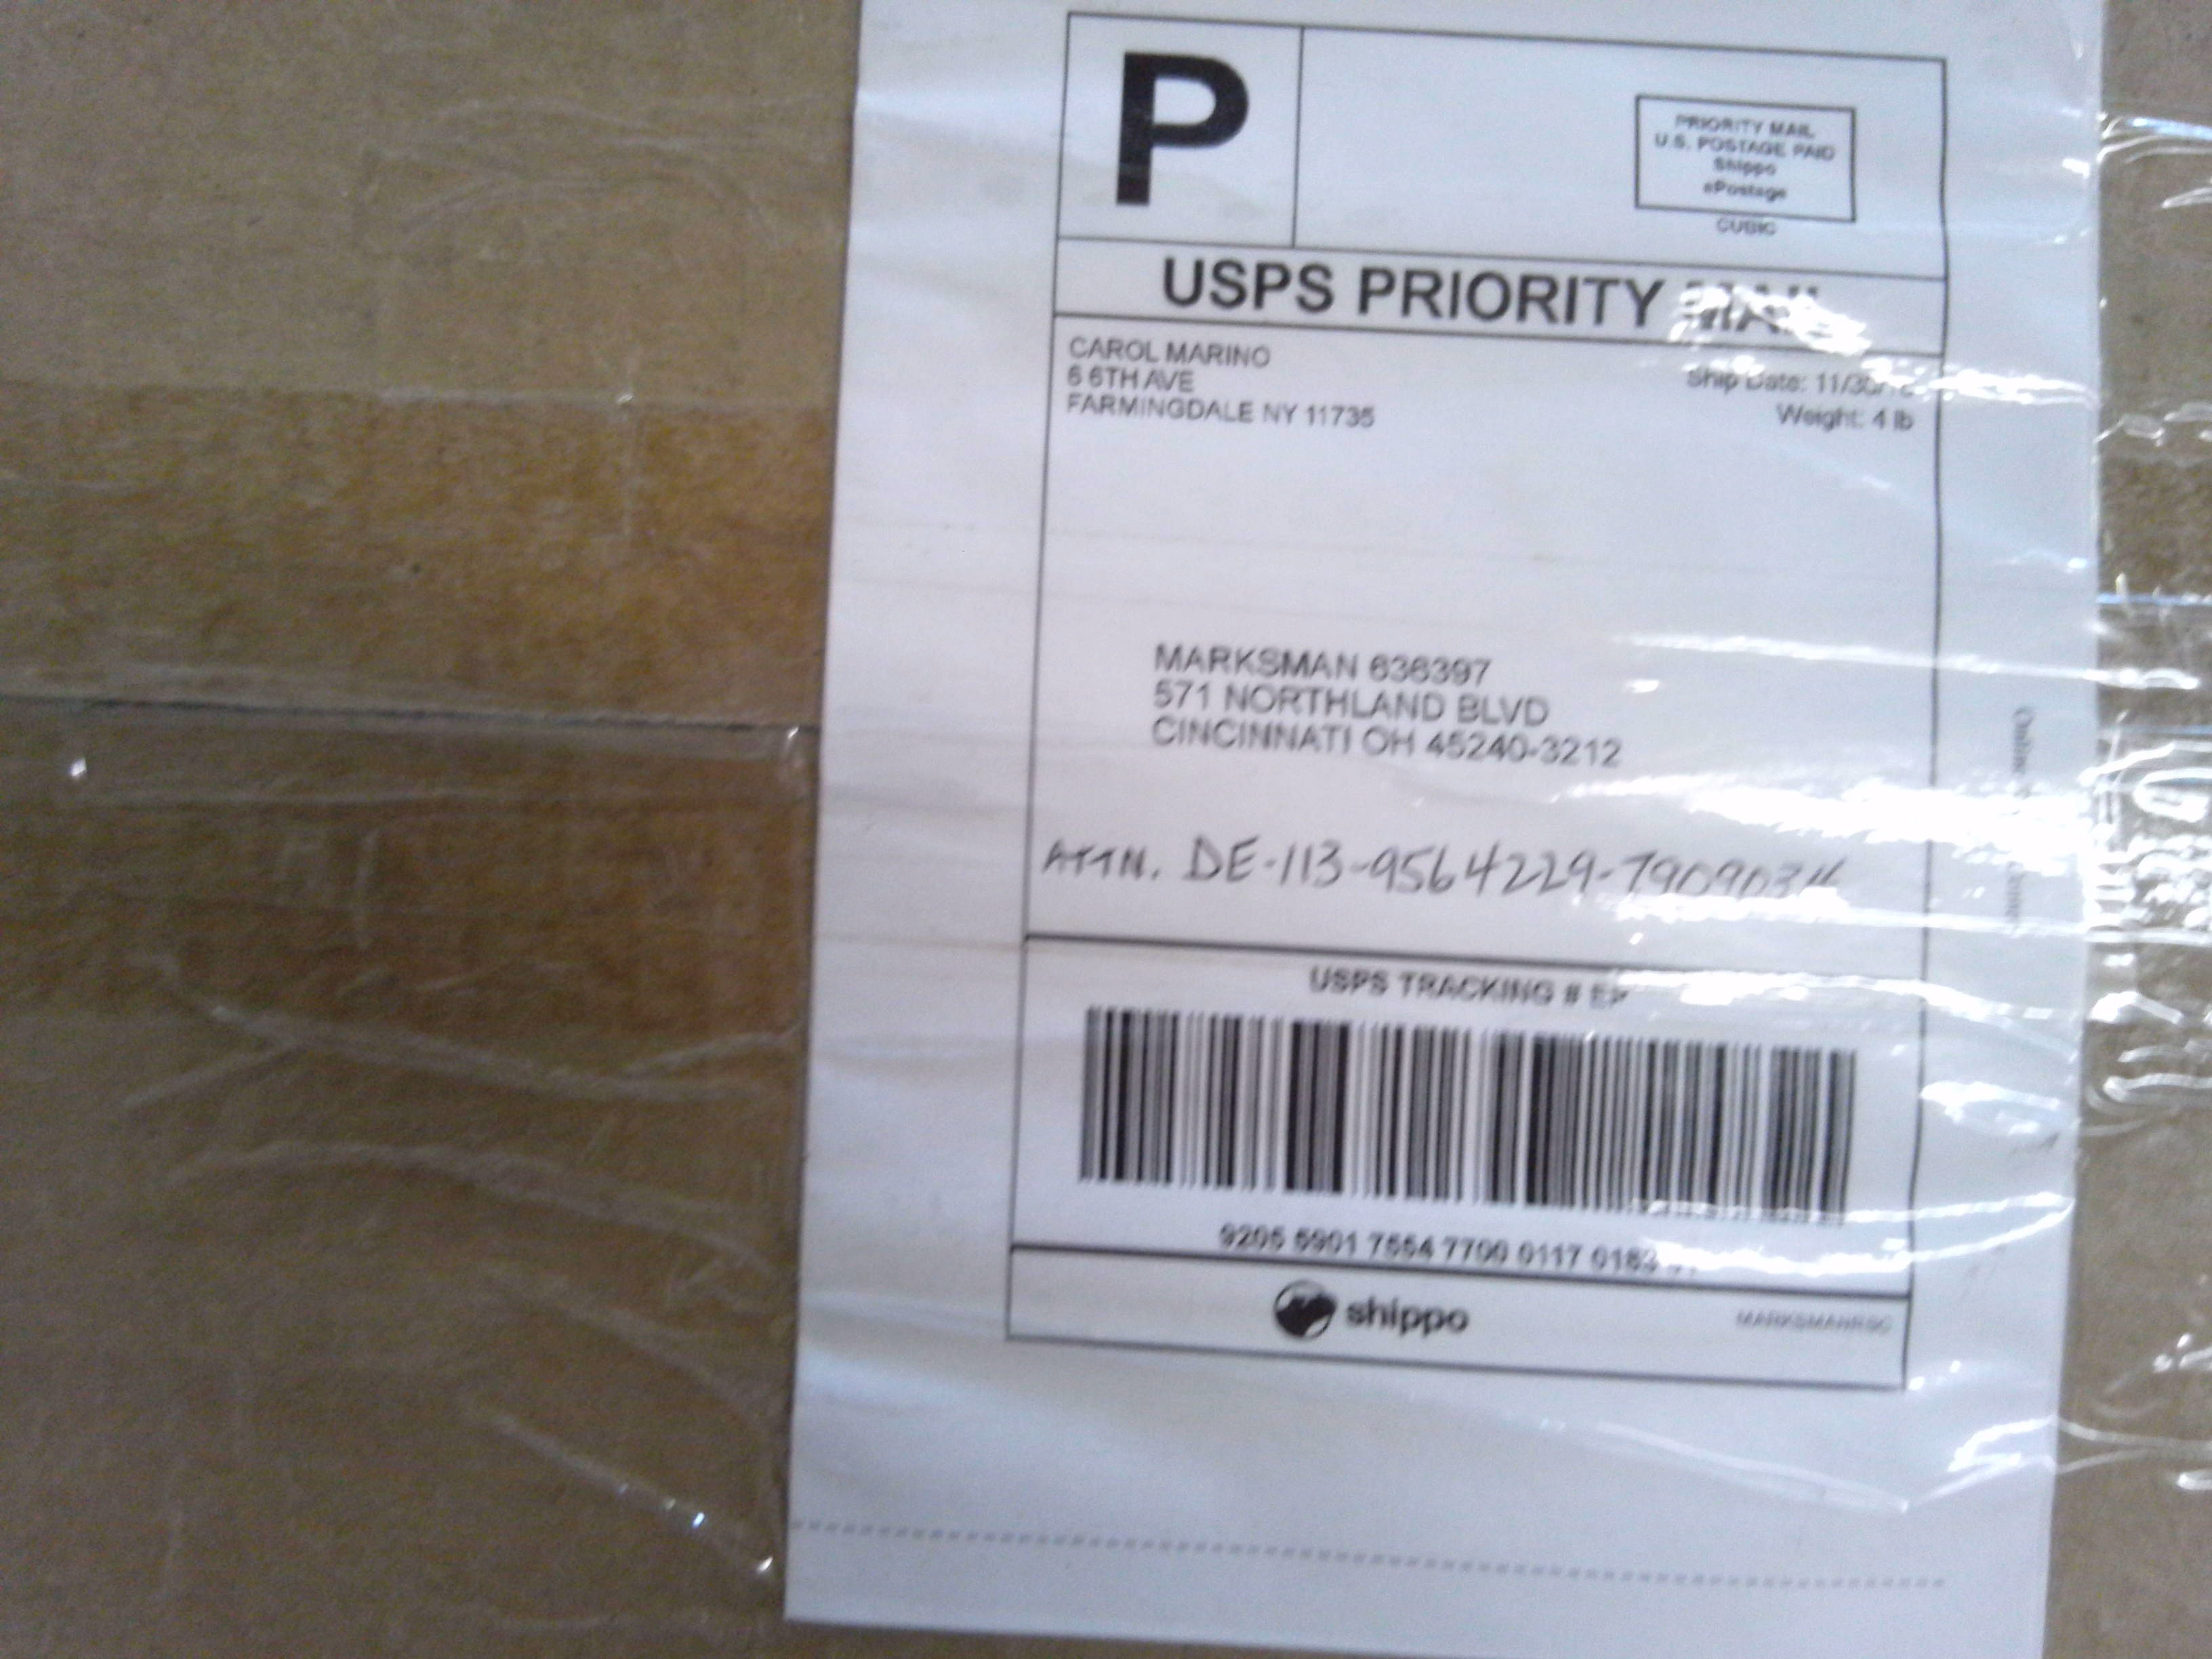 P
PRIORITY MAIL
U.S. POSTAGE PAID
Shippo
ePostage
CUBIC
USPS PRIORITY MAIL
CAROL MARINO
6 6TH AVE
FARMINGDALE NY 11735
Ship Date:
Weight: 4 lb
MARKSMAN 636397
571 NORTHLAND BLVD
CINCINNATI OH 45240-3212
ATTN. DE-113-9564229-
USPS TRACKING # EP
9205 5901 7554 7700 0117 0183
shippo